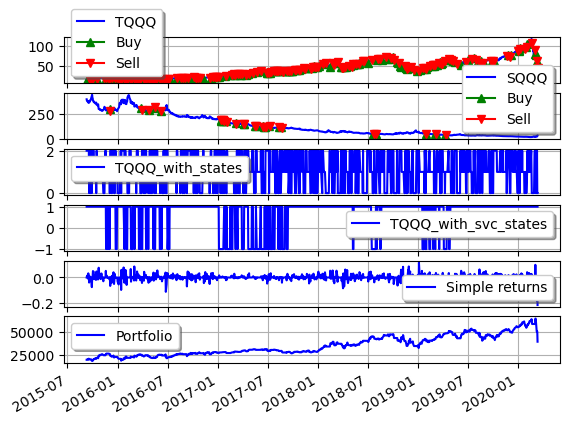 TQQQ
Buy
Sell
100
50
SQQQ
Buy
Sell
250
0
TQQQ_with_states
2
0
TQQQ_with_svc_states
1
0
−1
Simple returns
0.0
−0.2
Portfolio
50000
25000
2015-07
2016-01
2016-07
2017-01
2017-07
2018-01
2018-07
2019-01
2019-07
2020-01